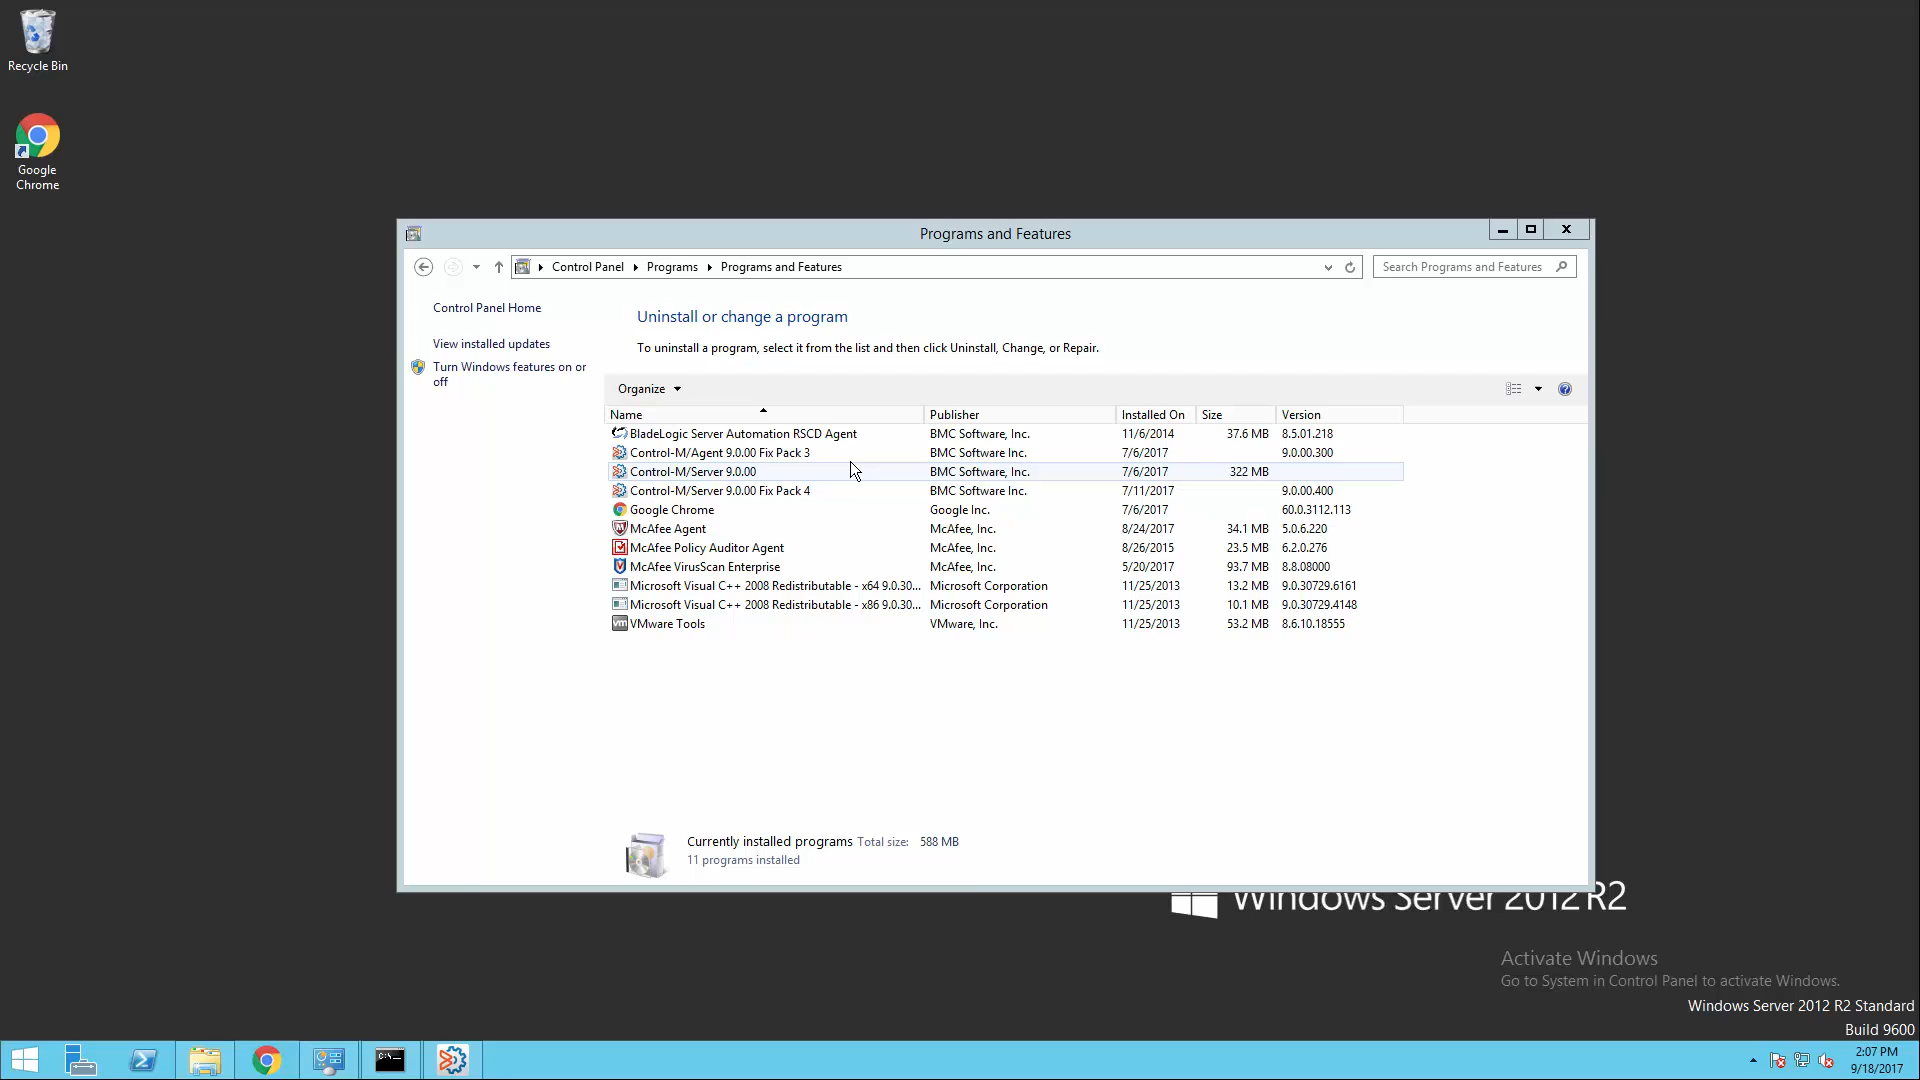 Recycle Bin
Google
Chrome
Programs and Features
Control Panel Programs Programs and Features
Search Programs and Features
Control Panel Home
View installed updates
Turn Windows features on or
off
Uninstall or change a program
To uninstall a program, select it from the list and then click Uninstall, Change, or Repair.
Organize
Name Publisher Installed On Size Version
BladeLogic Server Automation RSCD Agent BMC Software, Inc. 11/6/2014 37.6 MB 8.5.01.218
Control-M/Agent 9.0.00 Fix Pack 3 BMC Software Inc. 7/6/2017 9.0.00.300
Control-M/Server 9.0.00 BMC Software, Inc. 7/6/2017 322 MB
Control-M/Server 9.0.00 Fix Pack 4 BMC Software Inc. 7/11/2017 9.0.00.400
Google Chrome Google Inc. 7/6/2017 60.0.3112.113
McAfee Agent McAfee, Inc. 8/24/2017 34.1 MB 5.0.6.220
McAfee Policy Auditor Agent McAfee, Inc. 8/26/2015 23.5 MB 6.2.0.276
McAfee VirusScan Enterprise McAfee, Inc. 5/20/2017 93.7 MB 8.8.08000
Microsoft Visual C++ 2008 Redistributable - x64 9.0.30... Microsoft Corporation 11/25/2013 13.2 MB 9.0.30729.6161
Microsoft Visual C++ 2008 Redistributable - x86 9.0.30... Microsoft Corporation 11/25/2013 10.1 MB 9.0.30729.4148
vm VMware Tools VMware, Inc. 11/25/2013 53.2 MB 8.6.10.18555
Currently installed programs Total size: 588 MB
11 programs installed
Windows Server 2012 R2
Activate Windows
Go to System in Control Panel to activate Windows.
Windows Server 2012 R2 Standard
Build 9600
C:\_
2:07 PM
9/18/2017